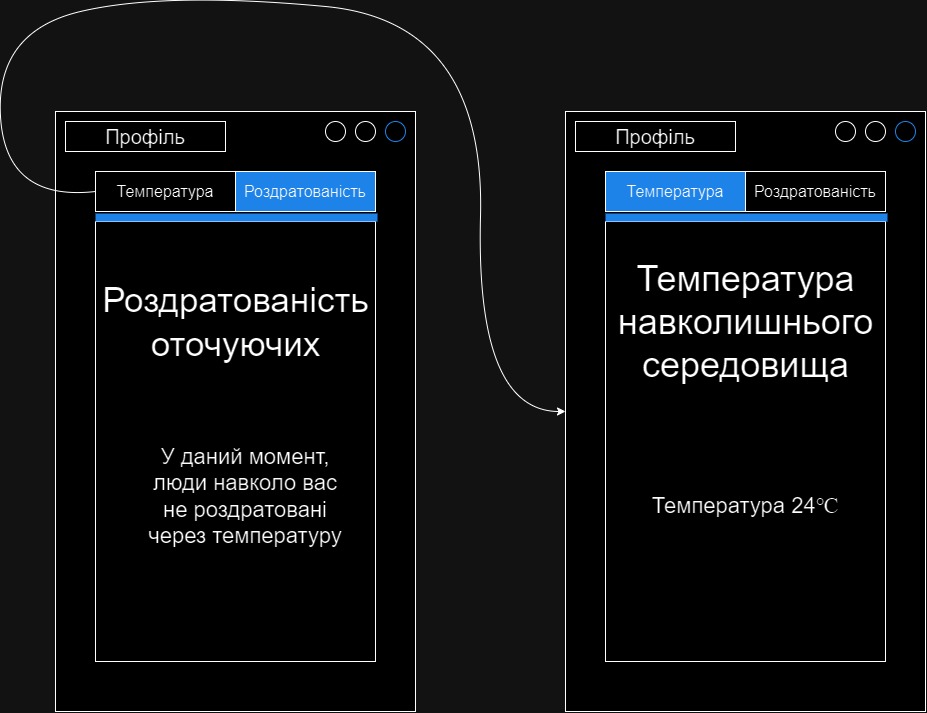 Профіль
Температура Роздратованість
Роздратованість
оточуючих
У даний момент,
люди навколо вас
не роздратовані
через температуру
Профіль
Температура Роздратованість
Температура
навколишнього
середовища
Температура 24℃